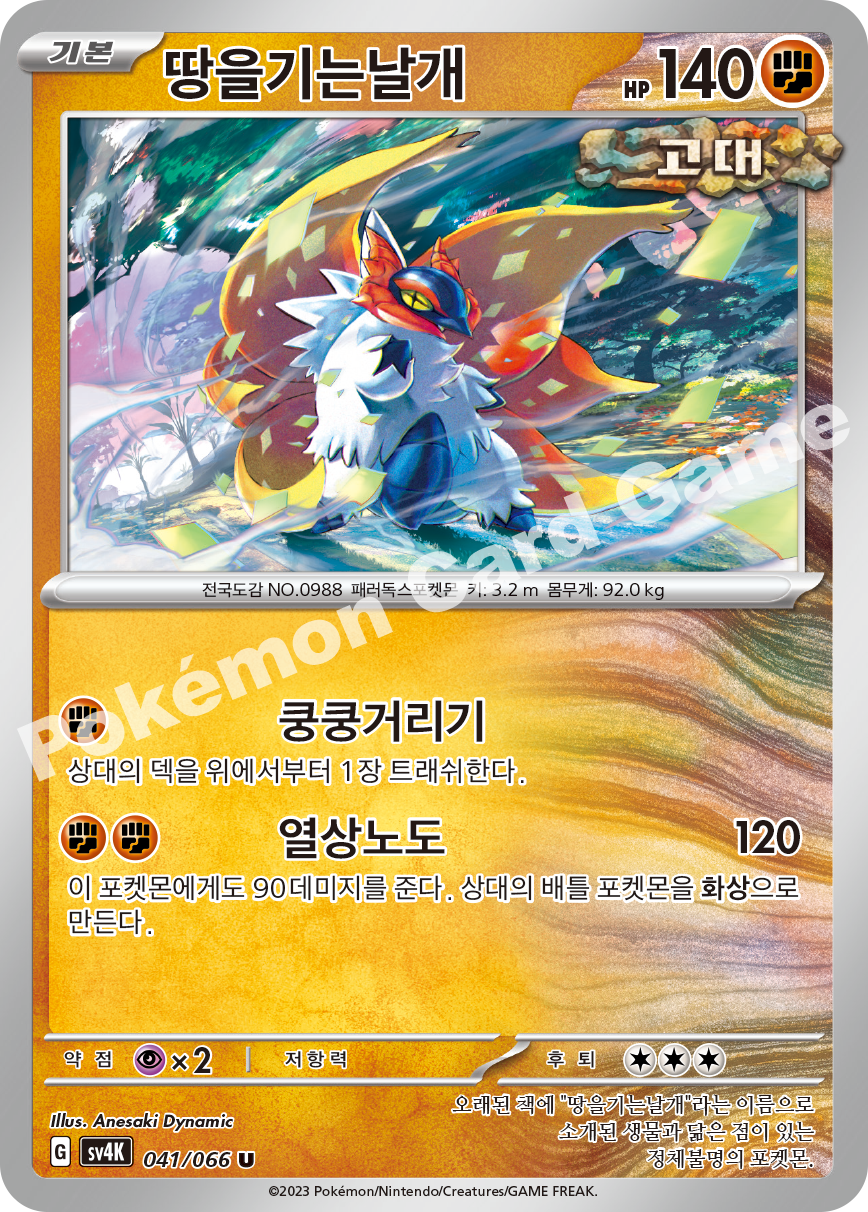 기본
땅을기는날개
HP 140
고대
전국도감 NO.0988 패러독스포켓몬 키: 3.2 m 몸무게: 92.0 kg
Pokémon Card Game
쿵쿵거리기
상대의 덱을 위에서부터 1장 트래쉬한다.
열상노도 120
이 포켓몬에게도 90데미지를 준다. 상대의 배틀 포켓몬을 화상으로
만든다.
약점 ×2 저항력 후퇴
Illus. Anesaki Dynamic
오래된 책에 "땅을기는날개"라는 이름으로
소개된 생물과 닮은 점이 있는
정체불명의 포켓몬.
G SV4K 041/066 U
©2023 Pokémon/Nintendo/Creatures/GAME FREAK.